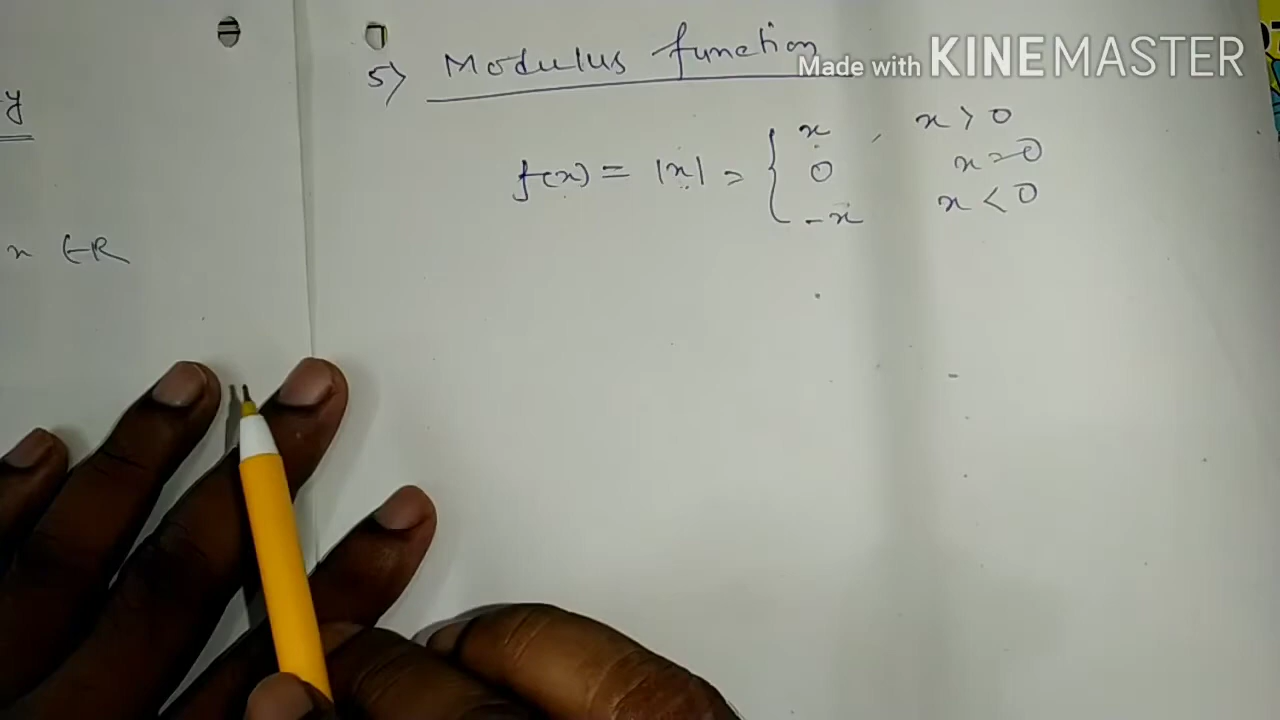 y
x ∈ R
5) Modulus function
Made with KINEMASTER
f(x) = |x| = { x , x > 0
0 x = 0
-x x < 0